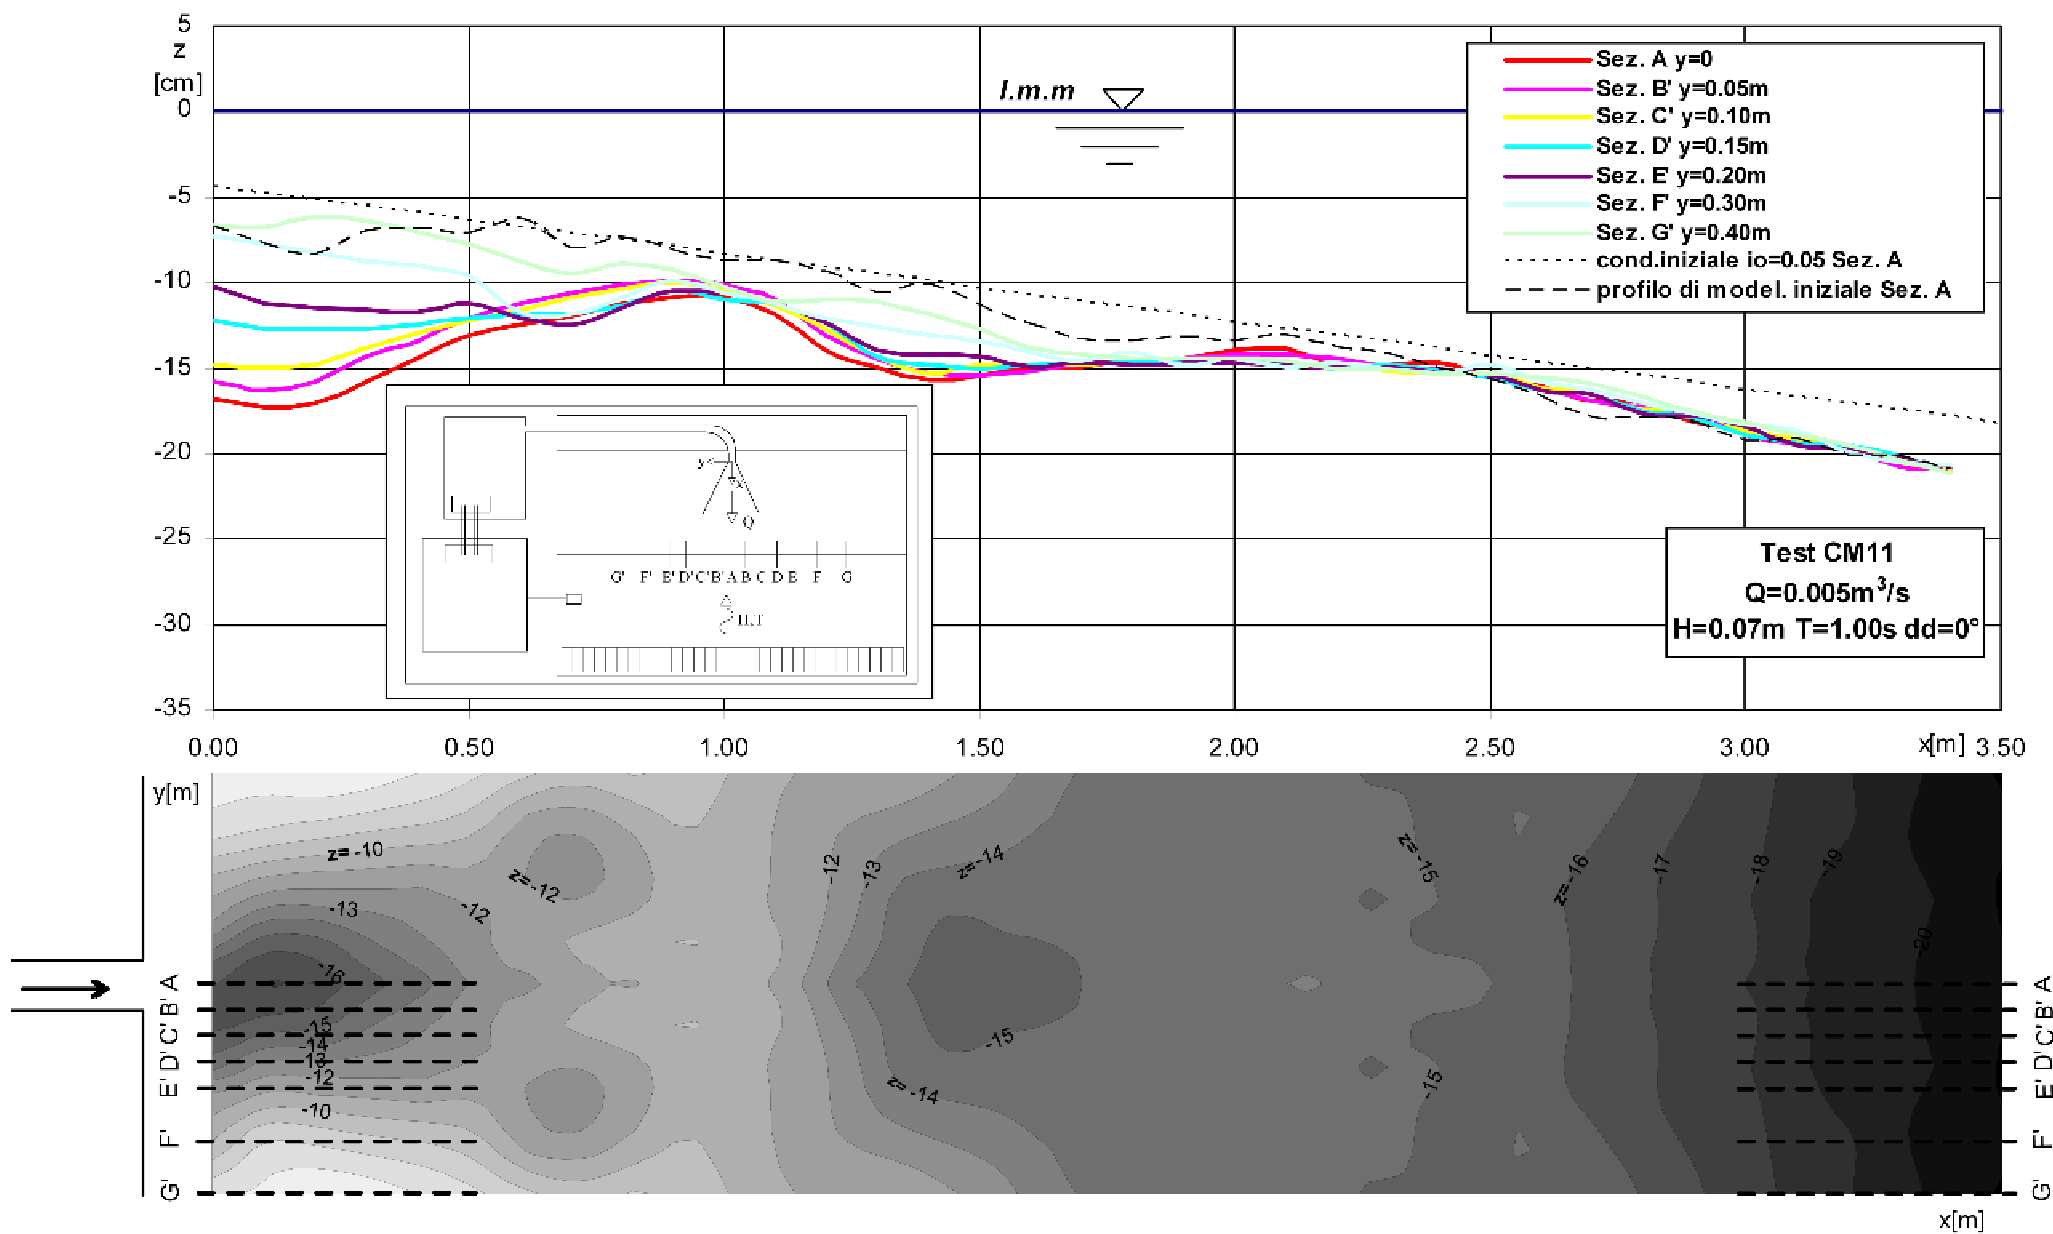 5
z
[cm]
0
-5
-10
-15
-20
-25
-30
-35
l.m.m
Sez. A y=0
Sez. B' y=0.05m
Sez. C' y=0.10m
Sez. D' y=0.15m
Sez. E' y=0.20m
Sez. F' y=0.30m
Sez. G' y=0.40m
cond.iniziale io=0.05 Sez. A
profilo di model. iniziale Sez. A
y
x
Q
G' F' E' D' C' B' A B C D E F G
H,T
Test CM11
Q=0.005m³/s
H=0.07m T=1.00s dd=0°
0.00 0.50 1.00 1.50 2.00 2.50 3.00 x[m] 3.50
y[m]
z= -10
z= -12
-12
-13
z= -14
z= -15
z= -16
-17
-18
-19
-13
-12
-16
-20
-15
-14
-13
-12
-10
-15
z= -14
-15
A
B'
C'
D'
E'
F'
G'
A
B'
C'
D'
E'
F'
G'
x[m]